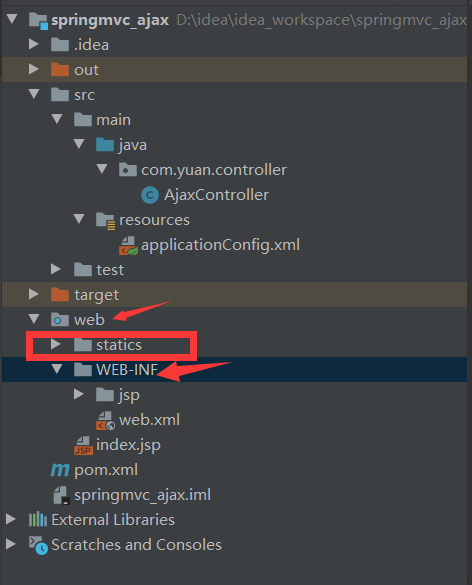 springmvc_ajax D:\idea\idea_workspace\springmvc_ajax
.idea
out
src
main
java
com.yuan.controller
AjaxController
resources
applicationConfig.xml
test
target
web
statics
WEB-INF
jsp
web.xml
JSP index.jsp
m pom.xml
springmvc_ajax.iml
External Libraries
Scratches and Consoles